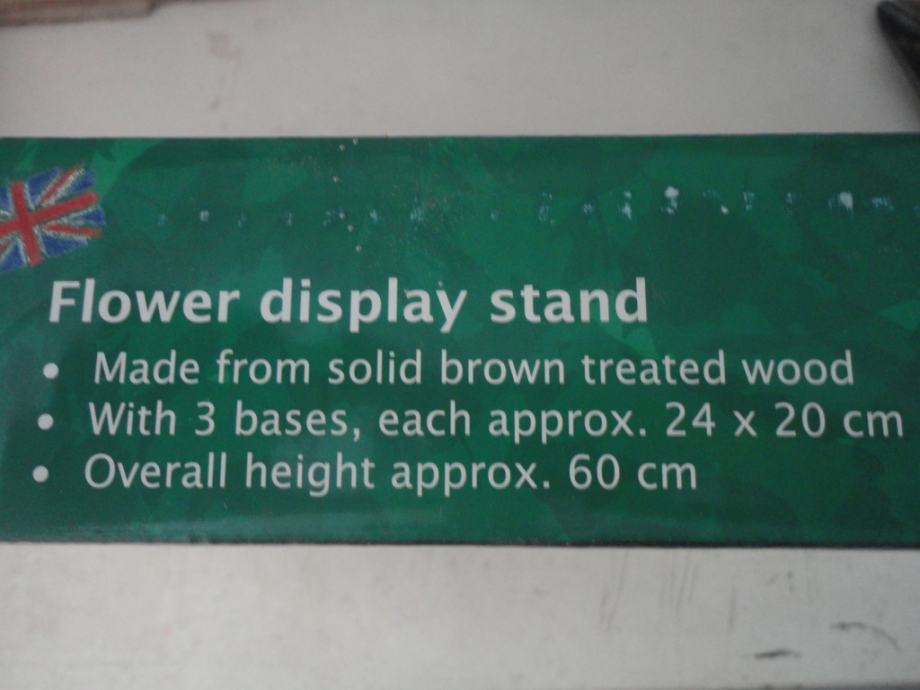 Flower display stand
• Made from solid brown treated wood
• With 3 bases, each approx. 24 x 20 cm
• Overall height approx. 60 cm